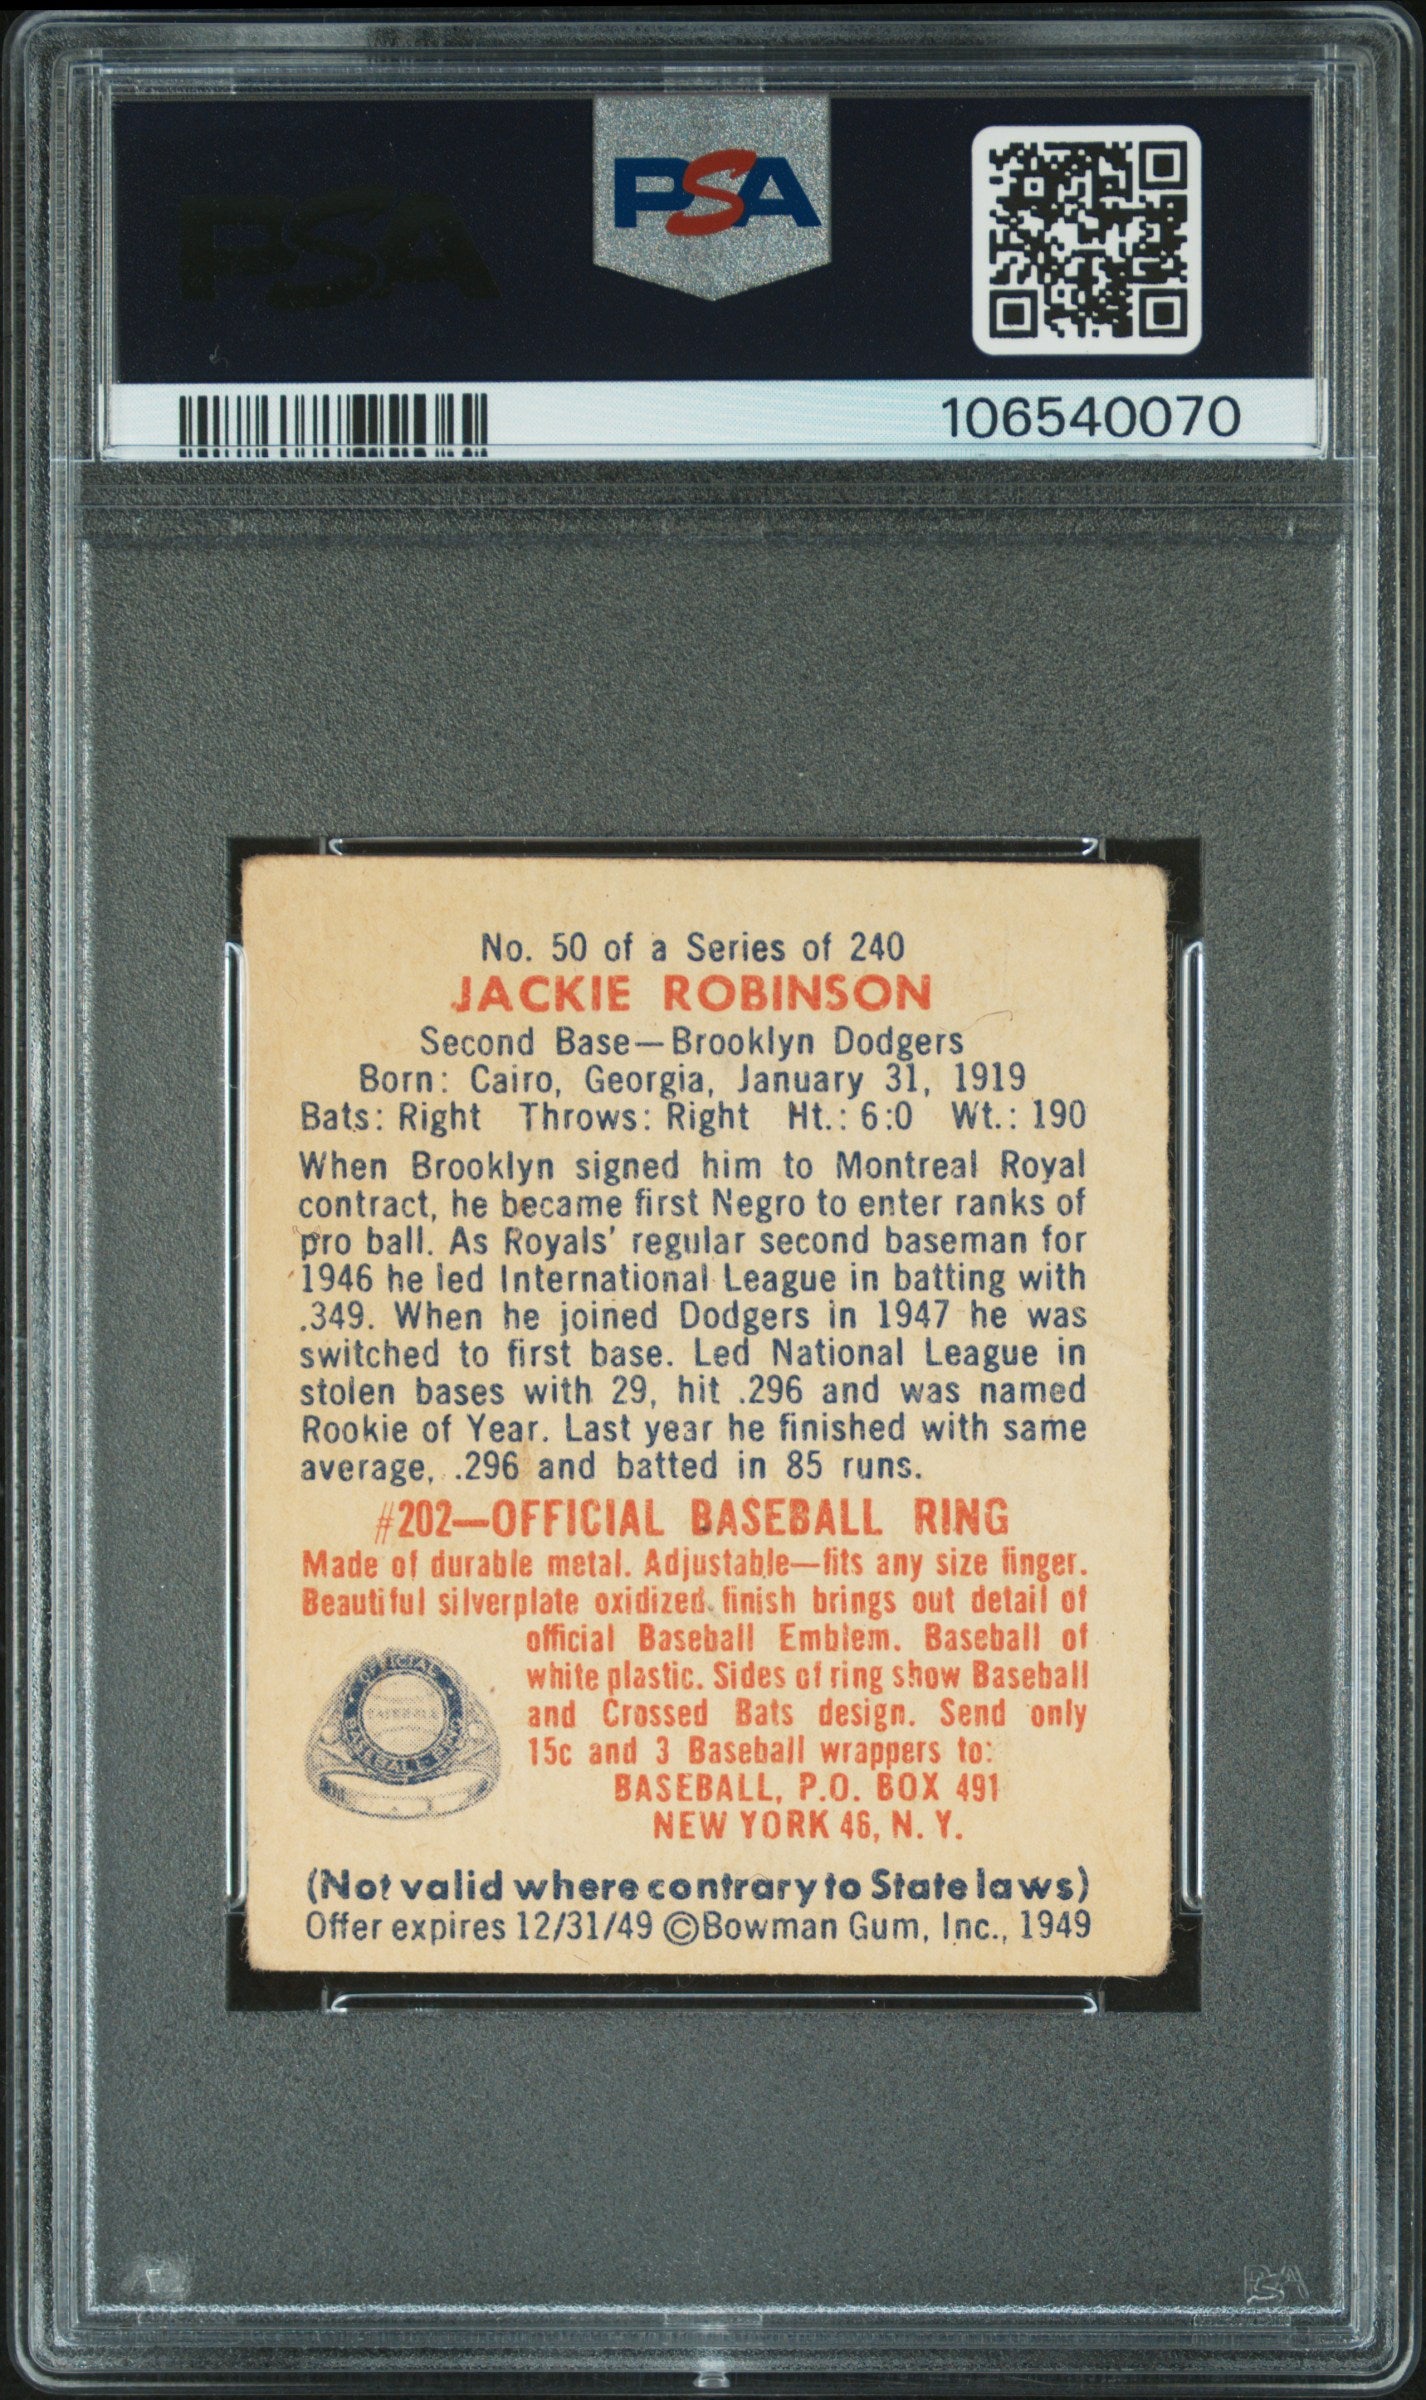 PSA
PSA
106540070
No. 50 of a Series of 240
JACKIE ROBINSON
Second Base—Brooklyn Dodgers
Born: Cairo, Georgia, January 31, 1919
Bats: Right Throws: Right Ht.: 6:0 Wt.: 190
When Brooklyn signed him to Montreal Royal
contract, he became first Negro to enter ranks of
pro ball. As Royals' regular second baseman for
1946 he led International League in batting with
.349. When he joined Dodgers in 1947 he was
switched to first base. Led National League in
stolen bases with 29, hit .296 and was named
Rookie of Year. Last year he finished with same
average, .296 and batted in 85 runs.
#202—OFFICIAL BASEBALL RING
Made of durable metal. Adjustable—fits any size finger.
Beautiful silverplate oxidized finish brings out detail of
official Baseball Emblem. Baseball of
white plastic. Sides of ring show Baseball
and Crossed Bats design. Send only
15c and 3 Baseball wrappers to:
BASEBALL, P.O. BOX 491
NEW YORK 46, N. Y.
OFFICIAL
BASEBALL
(Not valid where contrary to State laws)
Offer expires 12/31/49 ©Bowman Gum, Inc., 1949
PSA